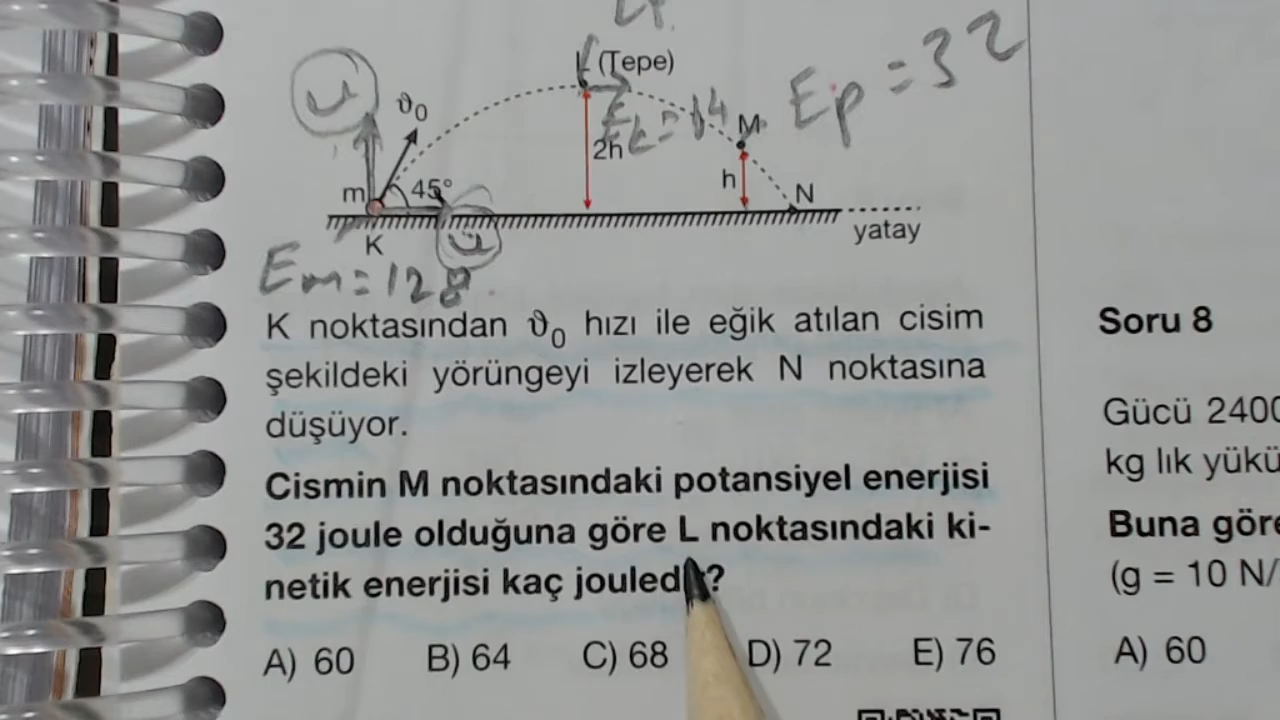 L (Tepe)
Ep = 32
ϑ0
M
2h
h
m
45°
N
K
yatay
Em = 128
K noktasından ϑ0 hızı ile eğik atılan cisim
şekildeki yörüngeyi izleyerek N noktasına
düşüyor.
Cismin M noktasındaki potansiyel enerjisi
32 joule olduğuna göre L noktasındaki ki-
netik enerjisi kaç
A) 60 B) 64 C) 68 D) 72 E) 76
Soru 8
Gücü 2400
kg lık yükü
Buna göre
(g = 10 N/
A) 60